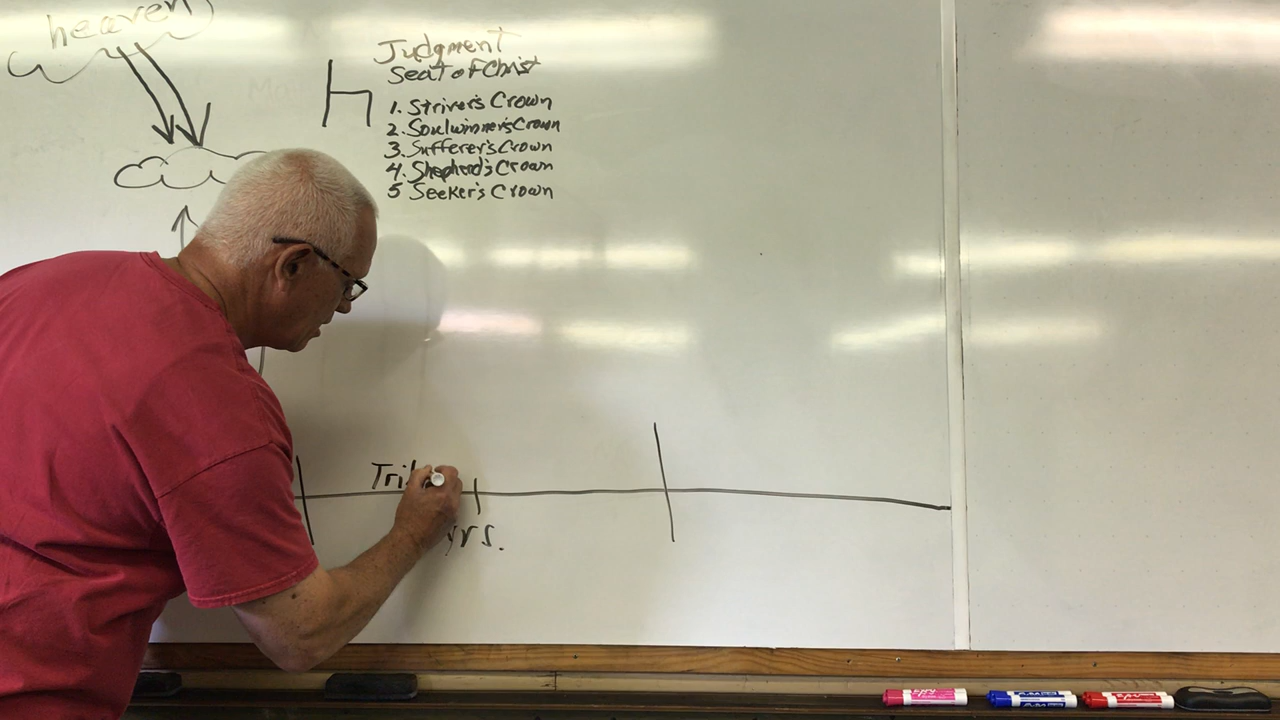 heaven
Judgment
Seat of Christ
1. Striver's Crown
2. Soulwinner's Crown
3. Sufferer's Crown
4. Shepherd's Crown
5 Seeker's Crown
Tri
yrs.